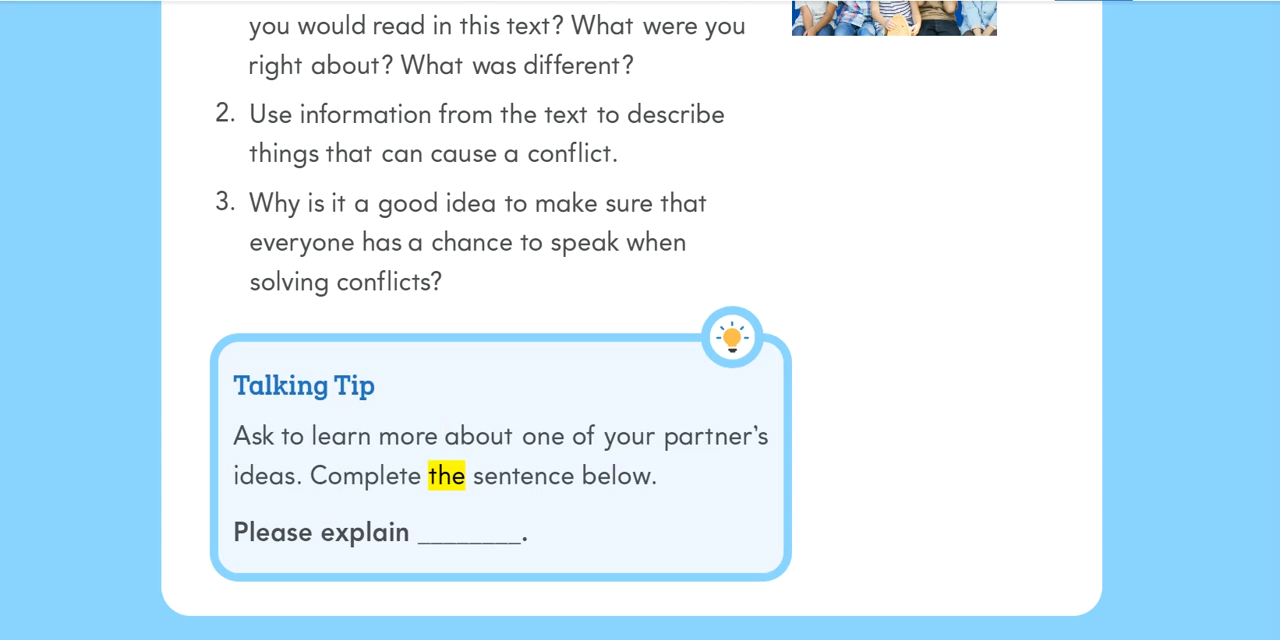 you would read in this text? What were you
right about? What was different?
2. Use information from the text to describe
things that can cause a conflict.
3. Why is it a good idea to make sure that
everyone has a chance to speak when
solving conflicts?
Talking Tip
Ask to learn more about one of your partner's
ideas. Complete the sentence below.
Please explain ________.